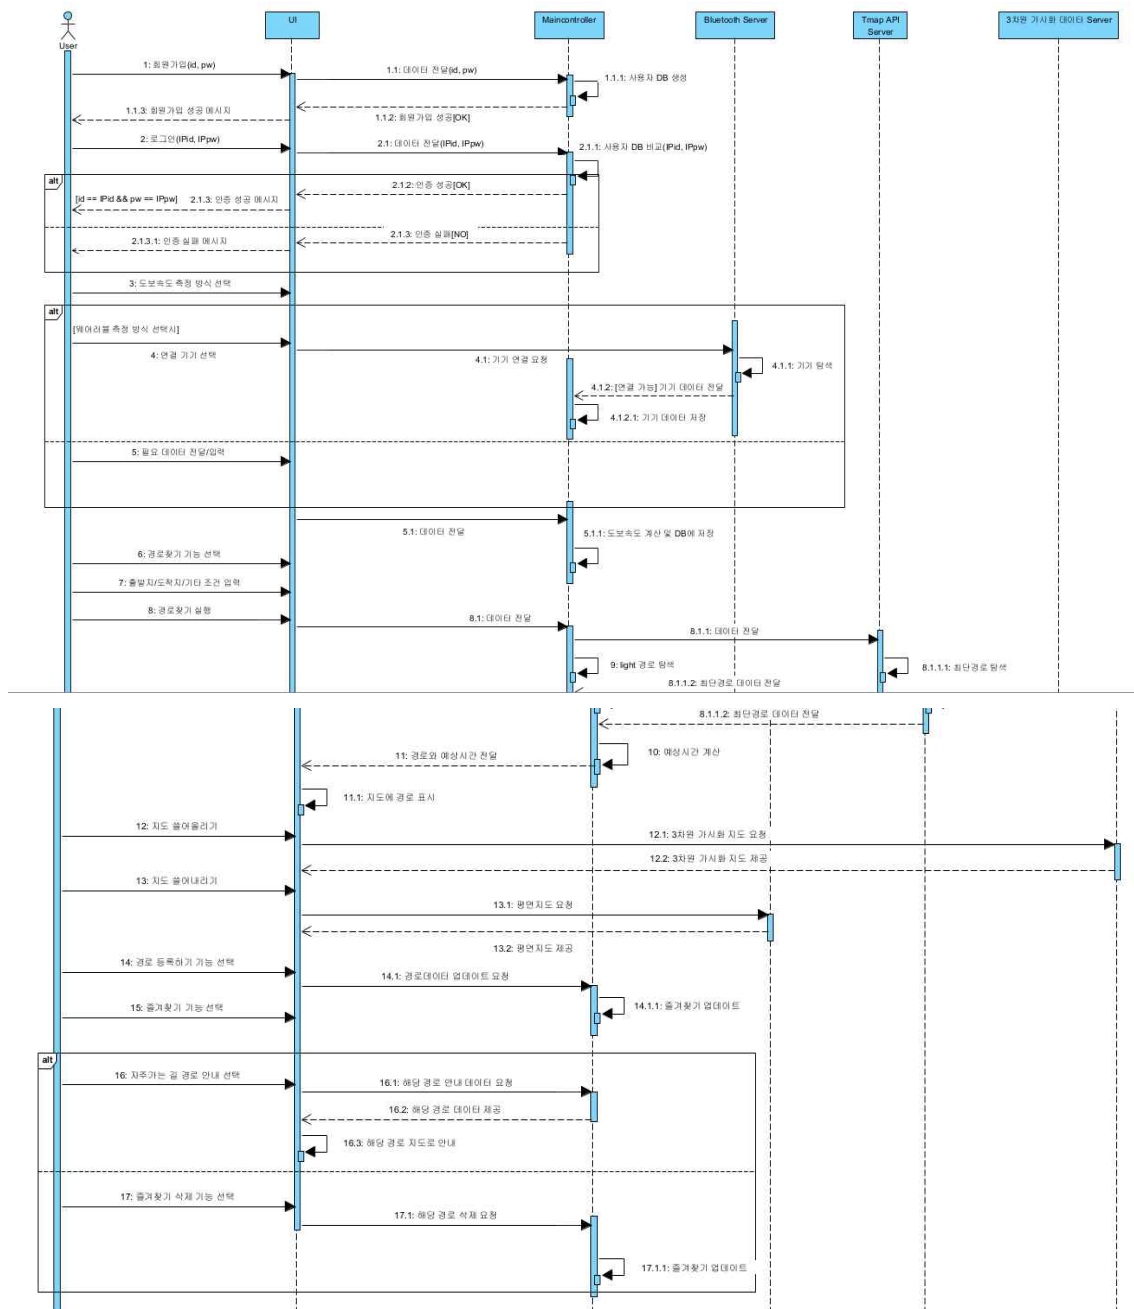 User
UI
Maincontroller
Bluetooth Server
Tmap API
Server
3차원 가시화 데이터 Server
1: 회원가입(id, pw)
1.1: 데이터 전달(id, pw)
1.1.1: 사용자 DB 생성
1.1.3: 회원가입 성공 메시지
1.1.2: 회원가입 성공[OK]
2: 로그인(IPid, IPpw)
2.1: 데이터 전달(IPid, IPpw)
2.1.1: 사용자 DB 비교(IPid, IPpw)
alt
2.1.2: 인증 성공[OK]
[id == IPid && pw == IPpw]
2.1.3: 인증 성공 메시지
2.1.3: 인증 실패[NO]
2.1.3.1: 인증 실패 메시지
3: 도보속도 측정 방식 선택
alt
[웨어러블 측정 방식 선택시]
4: 연결 기기 선택
4.1: 기기 연결 요청
4.1.1: 기기 탐색
4.1.2: [연결 가능] 기기 데이터 전달
4.1.2.1: 기기 데이터 저장
5: 필요 데이터 전달/입력
5.1: 데이터 전달
5.1.1: 도보속도 계산 및 DB에 저장
6: 경로찾기 기능 선택
7: 출발지/도착지/기타 조건 입력
8: 경로찾기 실행
8.1: 데이터 전달
8.1.1: 데이터 전달
9: light 경로 탐색
8.1.1.1: 최단경로 탐색
8.1.1.2: 최단경로 데이터 전달
8.1.1.2: 최단경로 데이터 전달
10: 예상시간 계산
11: 경로와 예상시간 전달
11.1: 지도에 경로 표시
12: 지도 쓸어올리기
12.1: 3차원 가시화 지도 요청
12.2: 3차원 가시화 지도 제공
13: 지도 쓸어내리기
13.1: 평면지도 요청
13.2: 평면지도 제공
14: 경로 등록하기 기능 선택
14.1: 경로데이터 업데이트 요청
14.1.1: 즐겨찾기 업데이트
15: 즐겨찾기 기능 선택
alt
16: 자주가는 길 경로 안내 선택
16.1: 해당 경로 안내 데이터 요청
16.2: 해당 경로 데이터 제공
16.3: 해당 경로 지도로 안내
17: 즐겨찾기 삭제 기능 선택
17.1: 해당 경로 삭제 요청
17.1.1: 즐겨찾기 업데이트